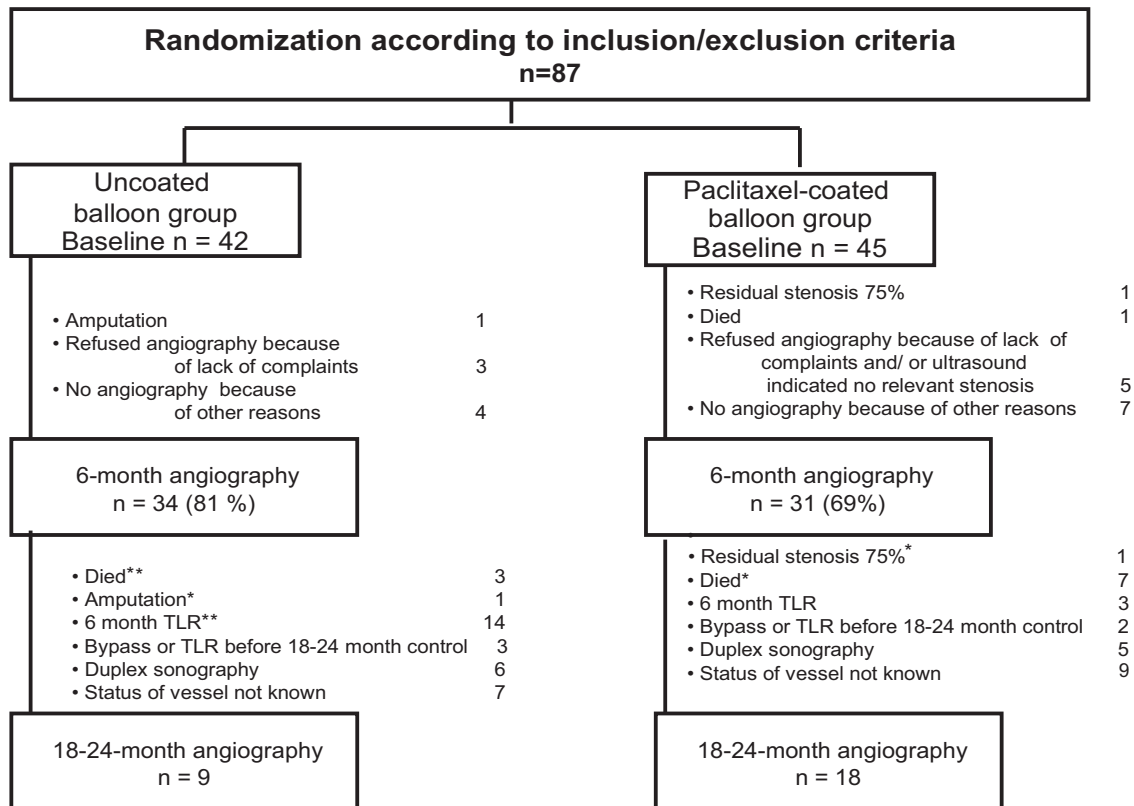 Randomization according to inclusion/exclusion criteria
n=87
Uncoated
balloon group
Baseline n = 42
• Amputation 1
• Refused angiography because
of lack of complaints 3
• No angiography because
of other reasons 4
6-month angiography
n = 34 (81 %)
• Died** 3
• Amputation* 1
• 6 month TLR** 14
• Bypass or TLR before 18-24 month control 3
• Duplex sonography 6
• Status of vessel not known 7
18-24-month angiography
n = 9
Paclitaxel-coated
balloon group
Baseline n = 45
• Residual stenosis 75% 1
• Died 1
• Refused angiography because of lack of
complaints and/ or ultrasound
indicated no relevant stenosis 5
• No angiography because of other reasons 7
6-month angiography
n = 31 (69%)
• Residual stenosis 75%* 1
• Died* 7
• 6 month TLR 3
• Bypass or TLR before 18-24 month control 2
• Duplex sonography 5
• Status of vessel not known 9
18-24-month angiography
n = 18